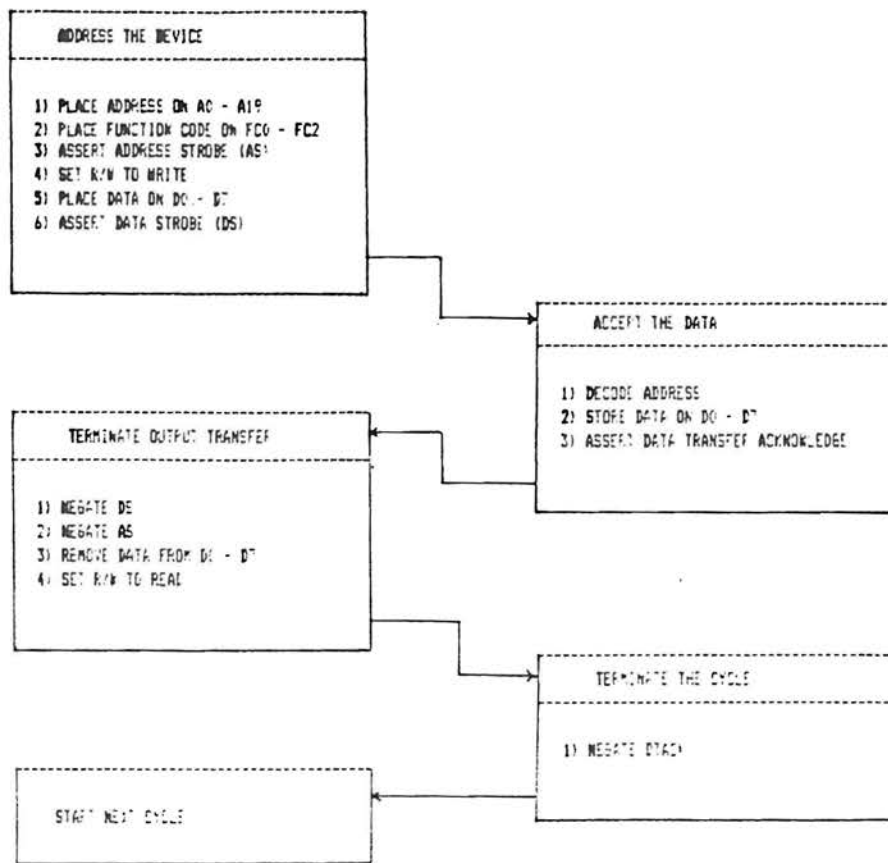 ADDRESS THE DEVICE
1) PLACE ADDRESS ON A0 - A19
2) PLACE FUNCTION CODE ON FC0 - FC2
3) ASSERT ADDRESS STROBE (AS)
4) SET R/W TO WRITE
5) PLACE DATA ON D0 - D7
6) ASSERT DATA STROBE (DS)
ACCEPT THE DATA
1) DECODE ADDRESS
2) STORE DATA ON D0 - D7
3) ASSERT DATA TRANSFER ACKNOWLEDGE
TERMINATE OUTPUT TRANSFER
1) NEGATE DS
2) NEGATE AS
3) REMOVE DATA FROM D0 - D7
4) SET R/W TO READ
TERMINATE THE CYCLE
1) NEGATE DTACK
START NEXT CYCLE